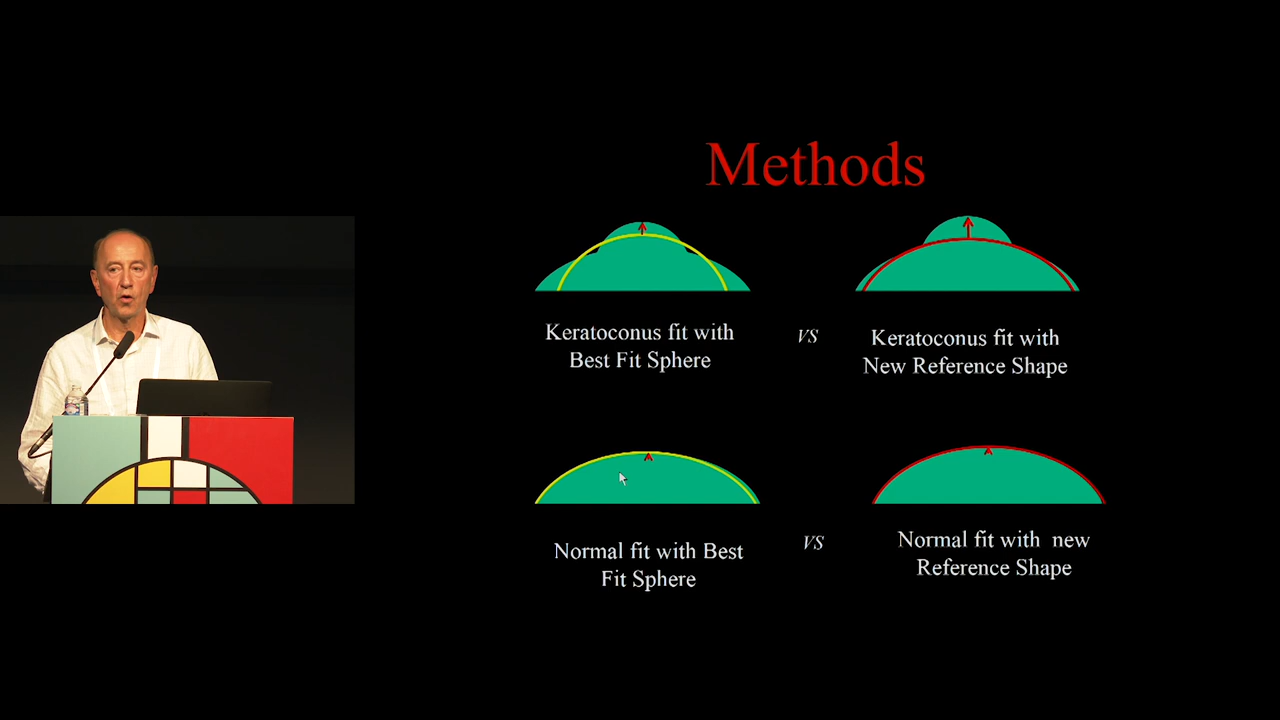 Methods
Keratoconus fit with
Best Fit Sphere
vs
Keratoconus fit with
New Reference Shape
Normal fit with Best
Fit Sphere
vs
Normal fit with new
Reference Shape